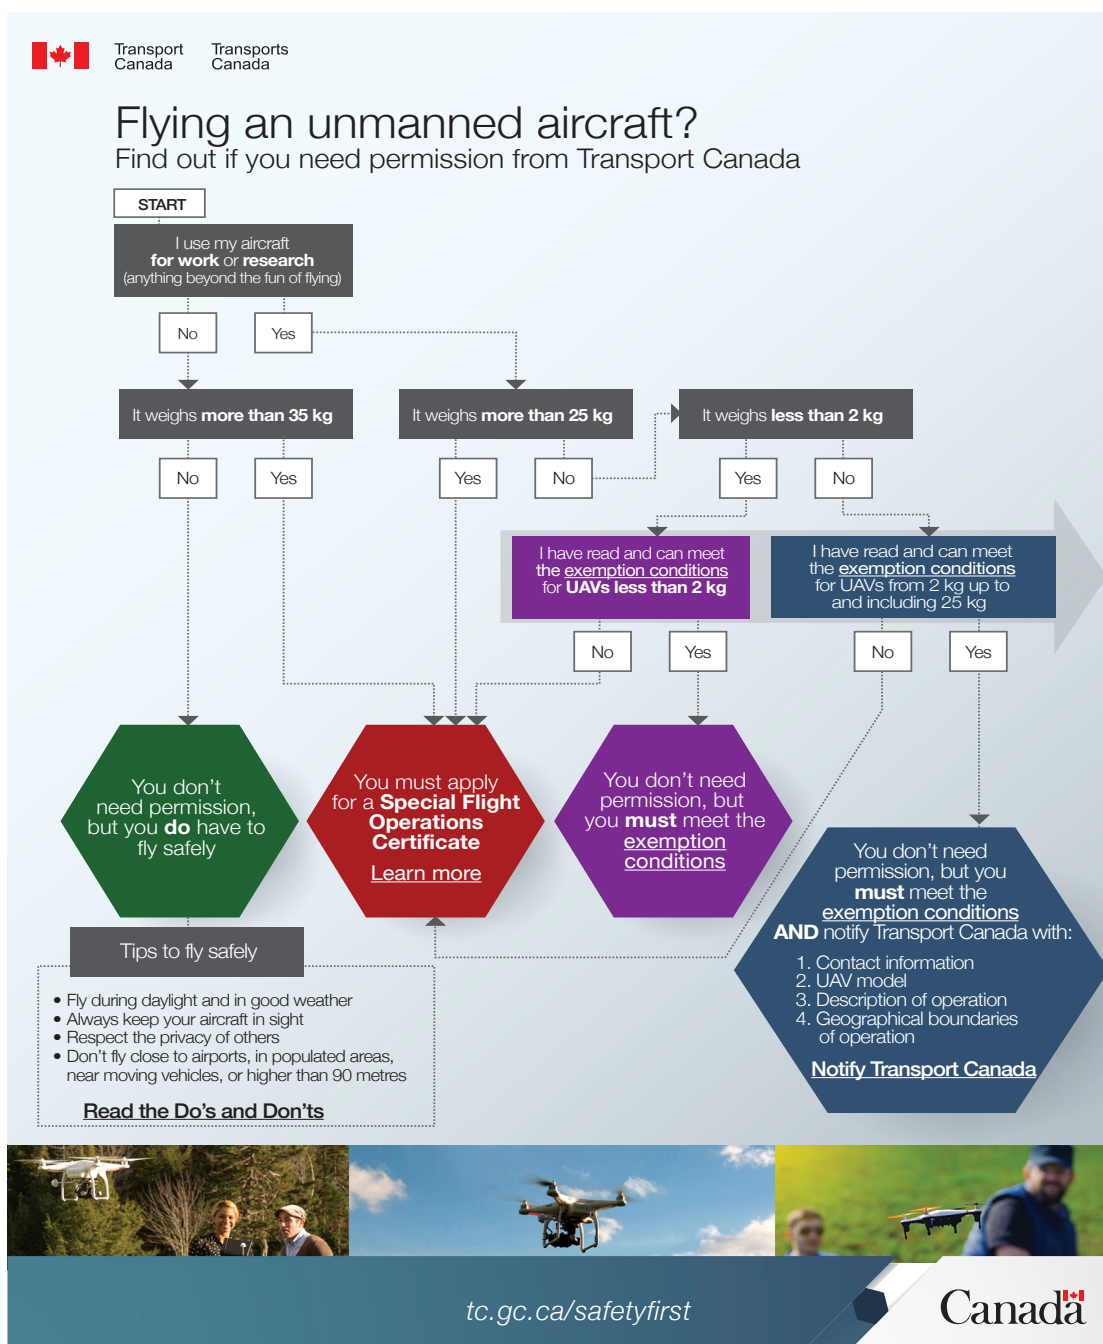 Transport
Canada
Transports
Canada
Flying an unmanned aircraft?
Find out if you need permission from Transport Canada
START
I use my aircraft
for work or research
(anything beyond the fun of flying)
No
Yes
It weighs more than 35 kg
It weighs more than 25 kg
It weighs less than 2 kg
No
Yes
Yes
No
Yes
No
I have read and can meet
the exemption conditions
for UAVs less than 2 kg
I have read and can meet
the exemption conditions
for UAVs from 2 kg up to
and including 25 kg
No
Yes
No
Yes
You don't
need permission,
but you do have to
fly safely
You must apply
for a Special Flight
Operations
Certificate
Learn more
You don't need
permission, but
you must meet the
exemption
conditions
You don't need
permission, but you
must meet the
exemption conditions
AND notify Transport Canada with:
1. Contact information
2. UAV model
3. Description of operation
4. Geographical boundaries
of operation
Notify Transport Canada
Tips to fly safely
• Fly during daylight and in good weather
• Always keep your aircraft in sight
• Respect the privacy of others
• Don't fly close to airports, in populated areas,
near moving vehicles, or higher than 90 metres
Read the Do's and Don'ts
tc.gc.ca/safetyfirst
Canada